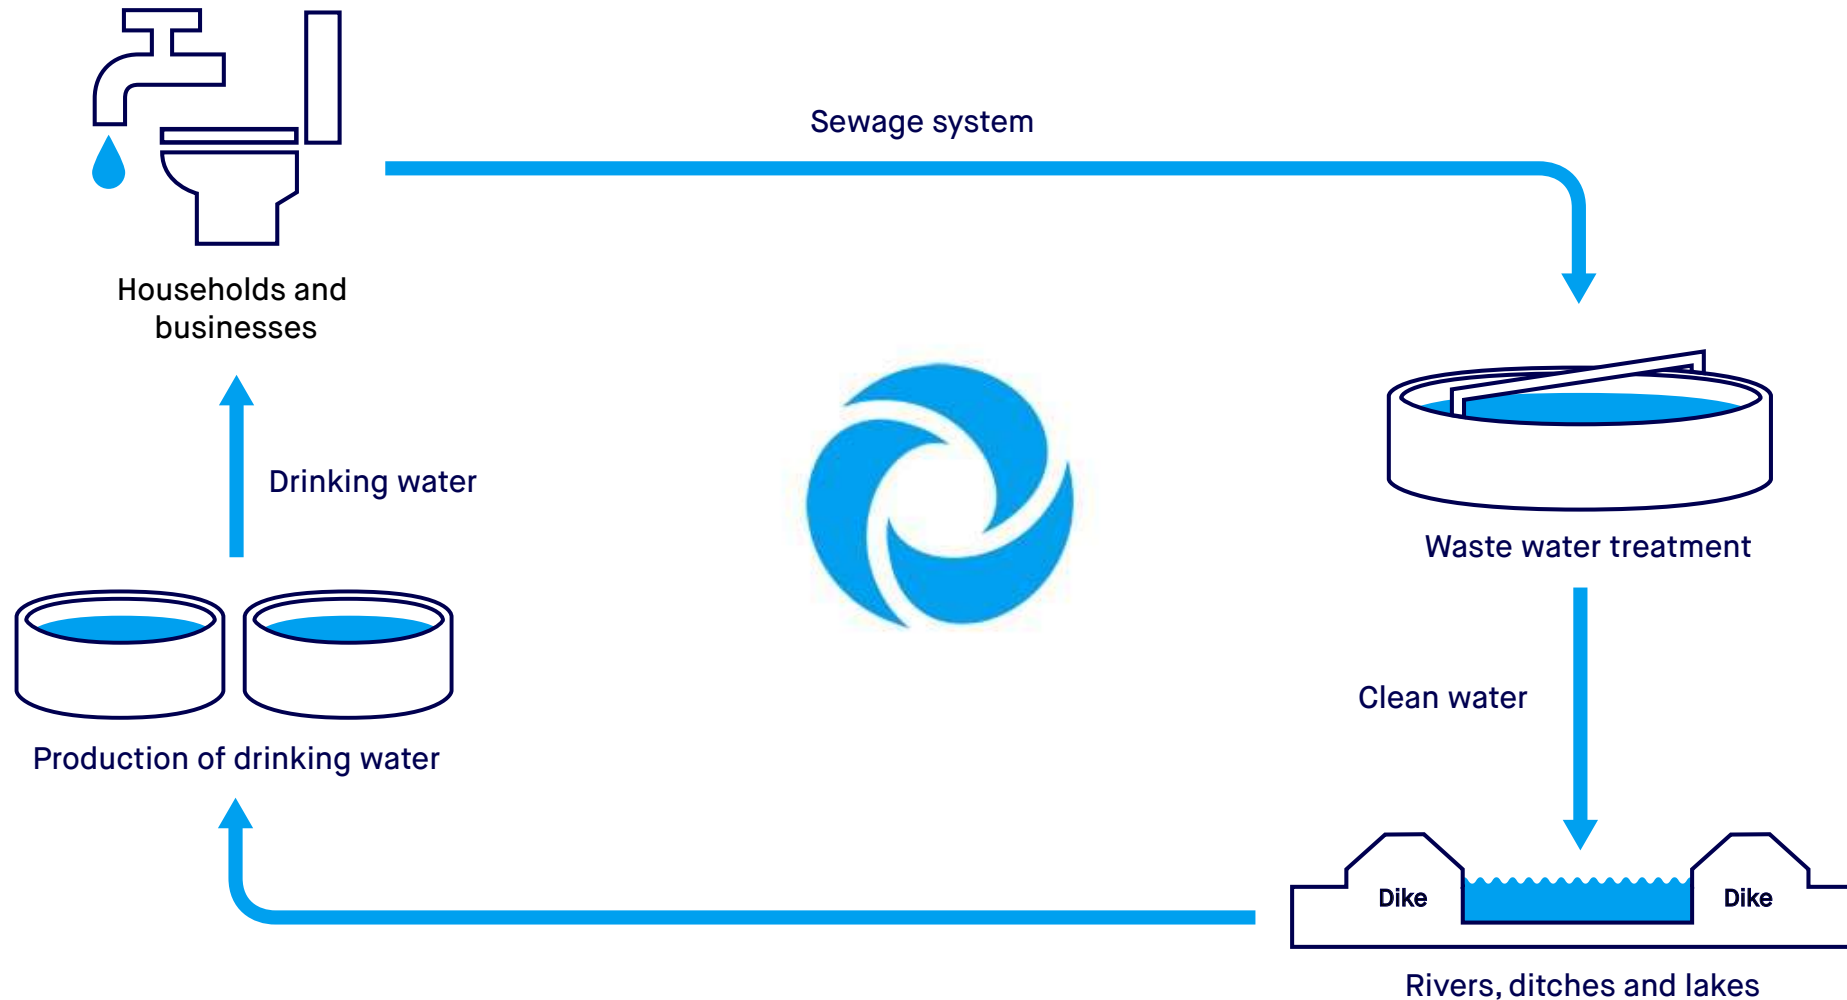 Sewage system
Households and
businesses
Drinking water
Waste water treatment
Clean water
Production of drinking water
Dike
Dike
Rivers, ditches and lakes